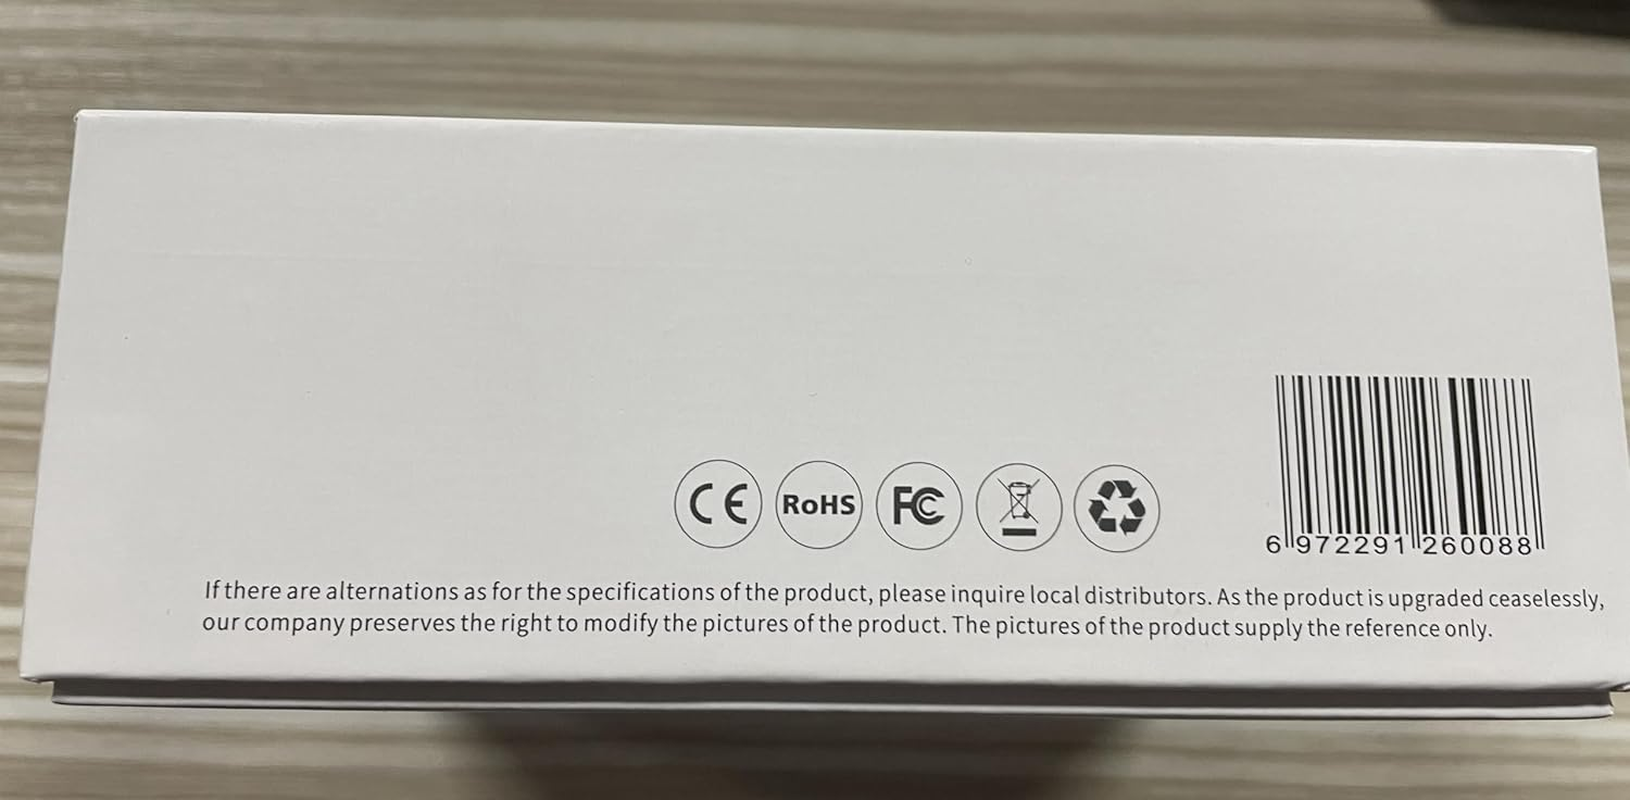 CE RoHS FC
6 972291 260088
If there are alternations as for the specifications of the product, please inquire local distributors. As the product is upgraded ceaselessly,
our company preserves the right to modify the pictures of the product. The pictures of the product supply the reference only.